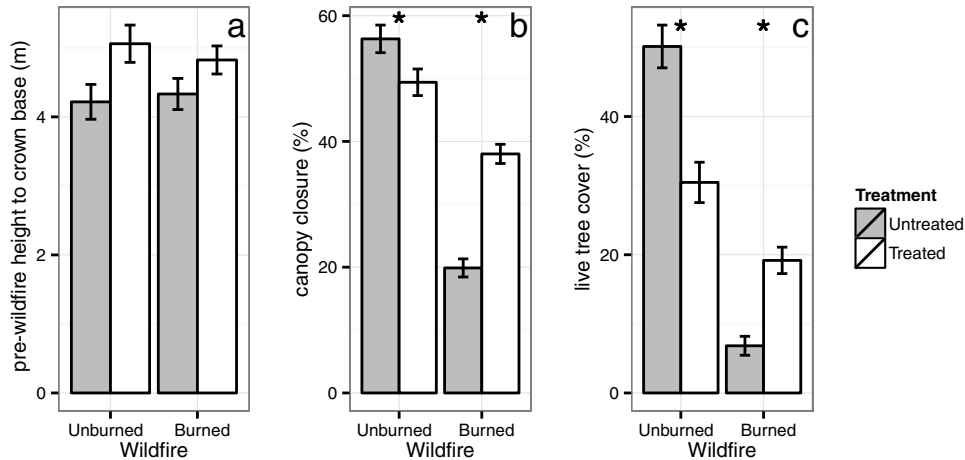 a
pre-wildfire height to crown base (m)
4
2
0
Unburned Burned
Wildfire
b
* *
canopy closure (%)
60
40
20
0
Unburned Burned
Wildfire
c
* *
live tree cover (%)
40
20
0
Unburned Burned
Wildfire
Treatment
Untreated
Treated